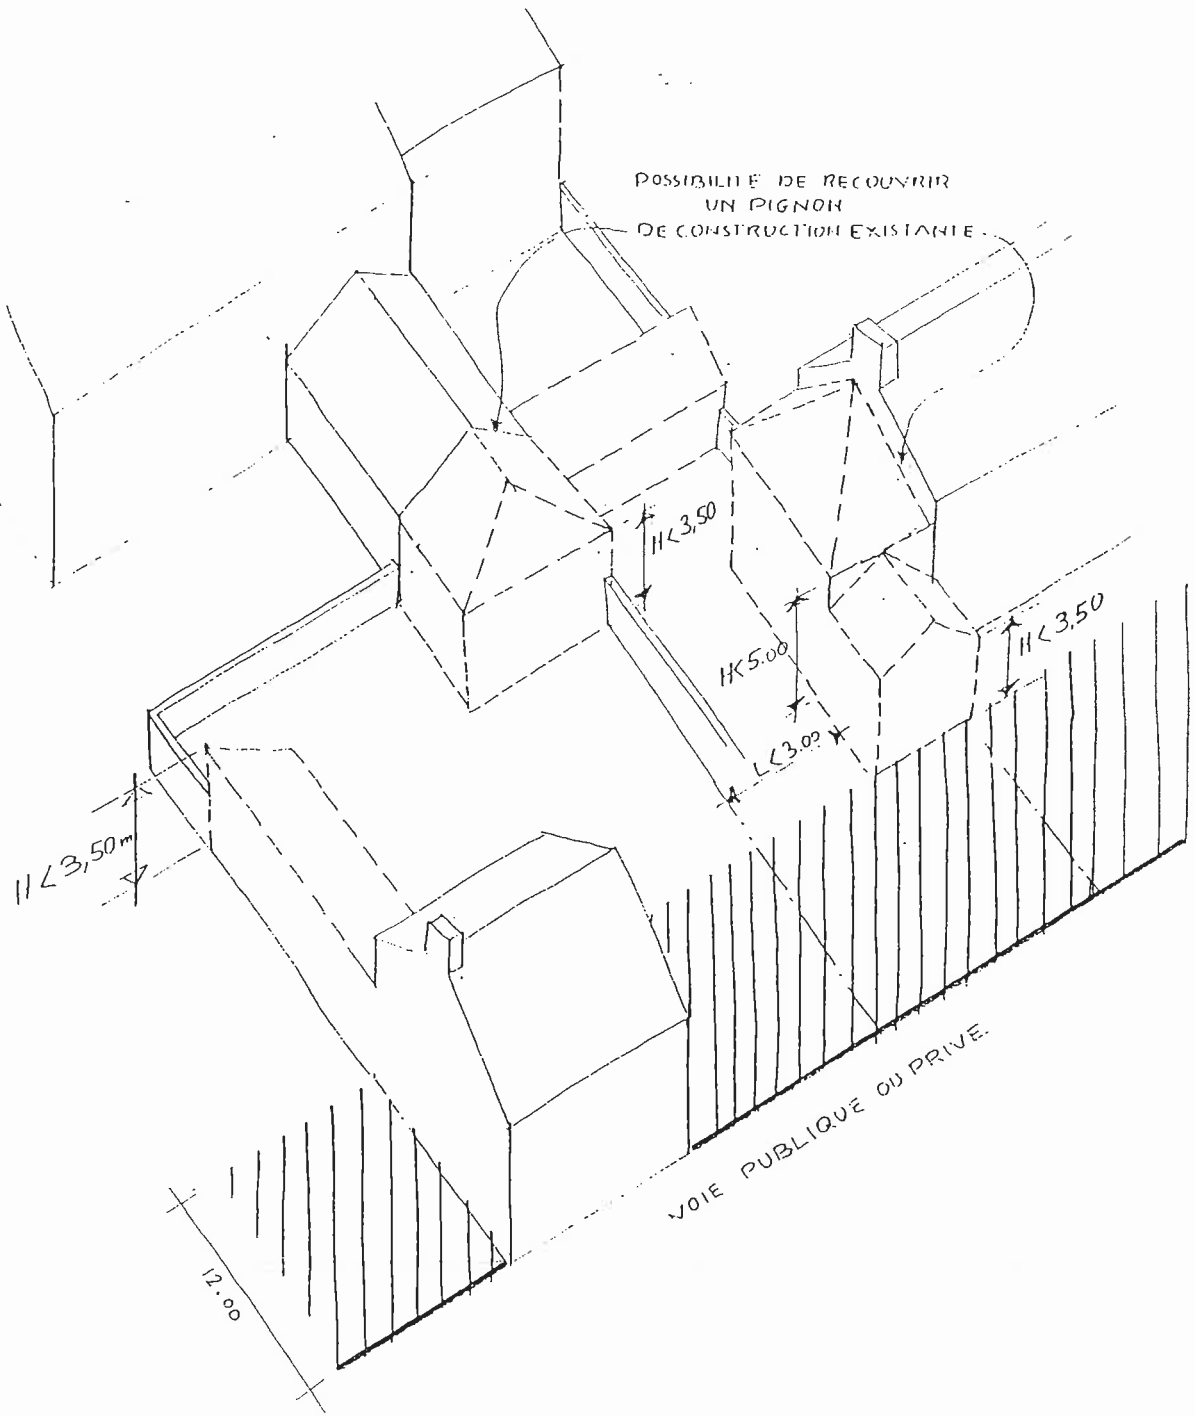 POSSIBILITE DE RECOUVRIR
UN PIGNON
DE CONSTRUCTION EXISTANTE
H<3,50
H<3,50
H<5.00
L<3.00
H<3,50m
VOIE PUBLIQUE OU PRIVE.
12.00